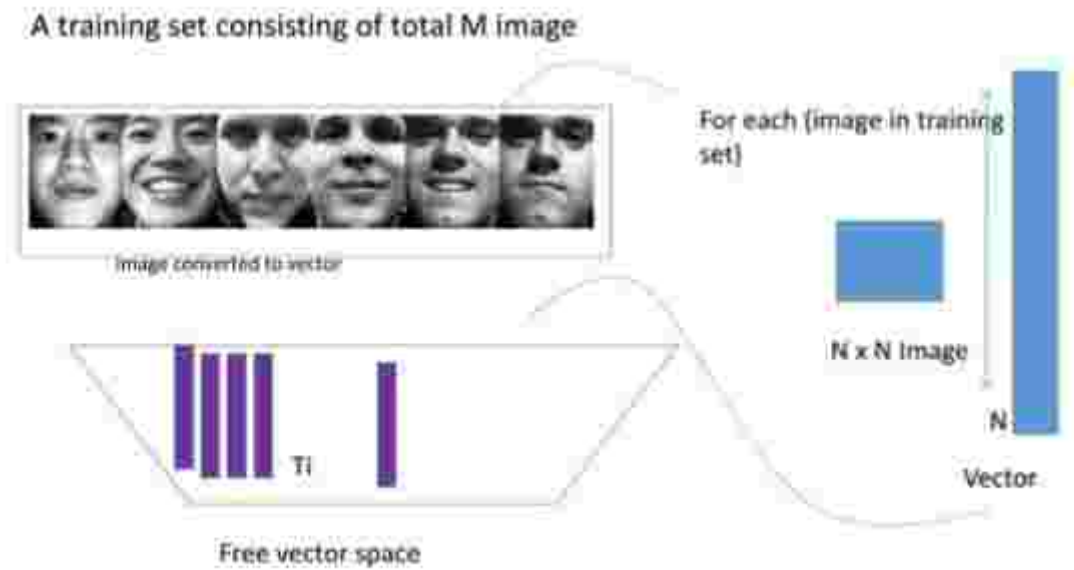 A training set consisting of total M image
For each (image in training
set)
Image converted to vector
N x N Image
N
Ti
Vector
Free vector space